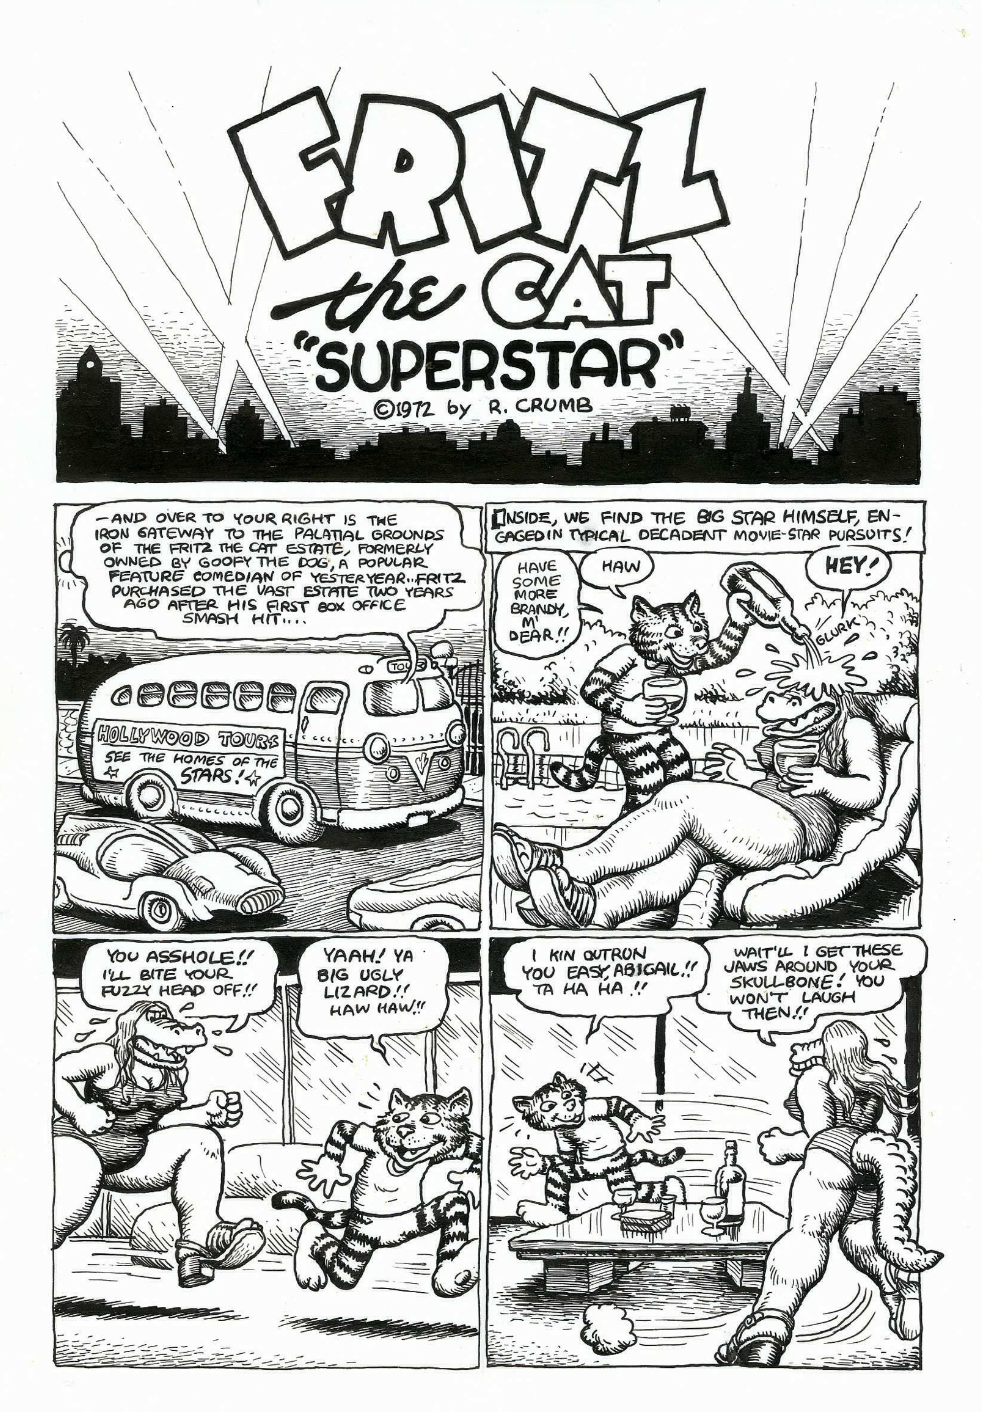 FRITZ
the CAT
"SUPERSTAR"
©1972 by R. CRUMB
-AND OVER TO YOUR RIGHT IS THE
IRON GATEWAY TO THE PALATIAL GROUNDS
OF THE FRITZ THE CAT ESTATE, FORMERLY
OWNED BY GOOFY THE DOG, A POPULAR
FEATURE COMEDIAN OF YESTERYEAR.. FRITZ
PURCHASED THE VAST ESTATE TWO YEARS
AGO AFTER HIS FIRST BOX OFFICE
SMASH HIT....
TOURS
HOLLYWOOD TOURS
SEE THE HOMES OF THE
STARS!
INSIDE, WE FIND THE BIG STAR HIMSELF, EN-
GAGED IN TYPICAL DECADENT MOVIE-STAR PURSUITS!
HAVE
SOME
MORE
BRANDY,
M'
DEAR!!
HAW
HEY!
GLURK
YOU ASSHOLE!!
I'LL BITE YOUR
FUZZY HEAD OFF!!
YAAH! YA
BIG UGLY
LIZARD!!
HAW HAW!!
I KIN OUTRUN
YOU EASY, ABIGAIL!!
TA HA HA!!
WAIT'LL I GET THESE
JAWS AROUND YOUR
SKULL-BONE! YOU
WON'T LAUGH
THEN!!